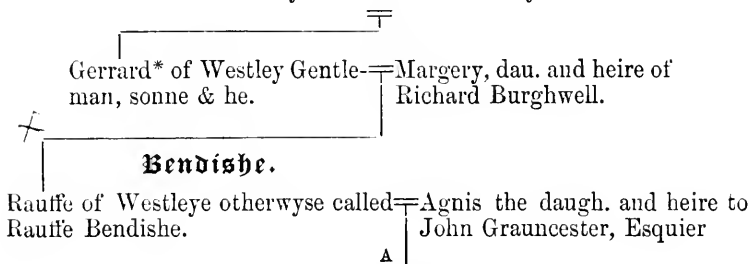 Gerrard* of Westley Gentle-
man, sonne & he.
Margery, dau. and heire of
Richard Burghwell.
Bendishe.
Rauffe of Westleye otherwyse called
Rauffe Bendishe.
Agnis the daugh. and heire to
John Grauncester, Esquier
A